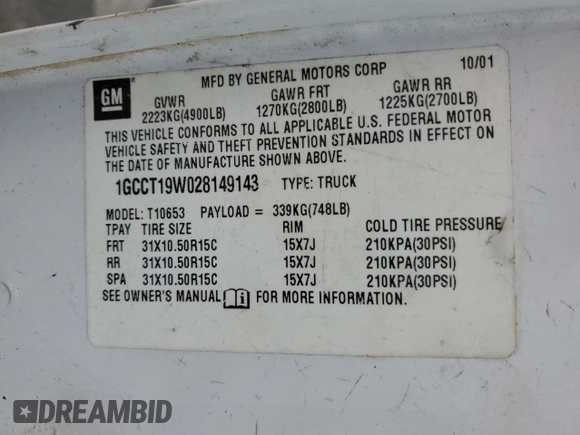 MFD BY GENERAL MOTORS CORP 10/01
GM
GVWR GAWR FRT GAWR RR
2223KG(4900LB) 1270KG(2800LB) 1225KG(2700LB)
THIS VEHICLE CONFORMS TO ALL APPLICABLE U.S. FEDERAL MOTOR
VEHICLE SAFETY AND THEFT PREVENTION STANDARDS IN EFFECT ON
THE DATE OF MANUFACTURE SHOWN ABOVE.
1GCCT19W028149143 TYPE: TRUCK
MODEL: T10653 PAYLOAD = 339KG(748LB)
TPAY TIRE SIZE RIM COLD TIRE PRESSURE
FRT 31X10.50R15C 15X7J 210KPA(30PSI)
RR 31X10.50R15C 15X7J 210KPA(30PSI)
SPA 31X10.50R15C 15X7J 210KPA(30PSI)
SEE OWNER'S MANUAL FOR MORE INFORMATION.
DREAMBID